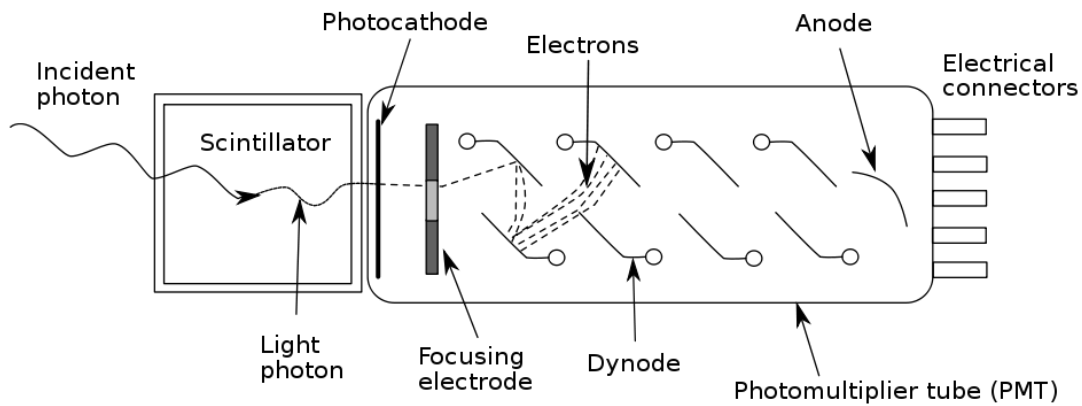 Photocathode
Electrons
Anode
Incident
photon
Electrical
connectors
Scintillator
Light
photon
Focusing
electrode
Dynode
Photomultiplier tube (PMT)